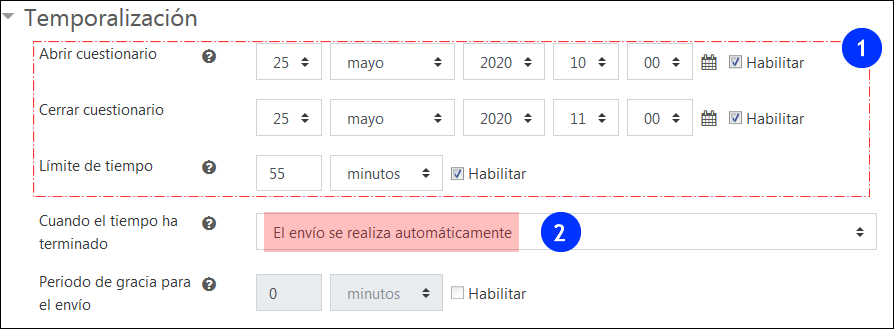 Temporalización
1
Abrir cuestionario 25 mayo 2020 10 00 Habilitar
Cerrar cuestionario 25 mayo 2020 11 00 Habilitar
Límite de tiempo 55 minutos Habilitar
Cuando el tiempo ha
terminado
El envío se realiza automáticamente 2
Periodo de gracia para
el envío
0 minutos Habilitar